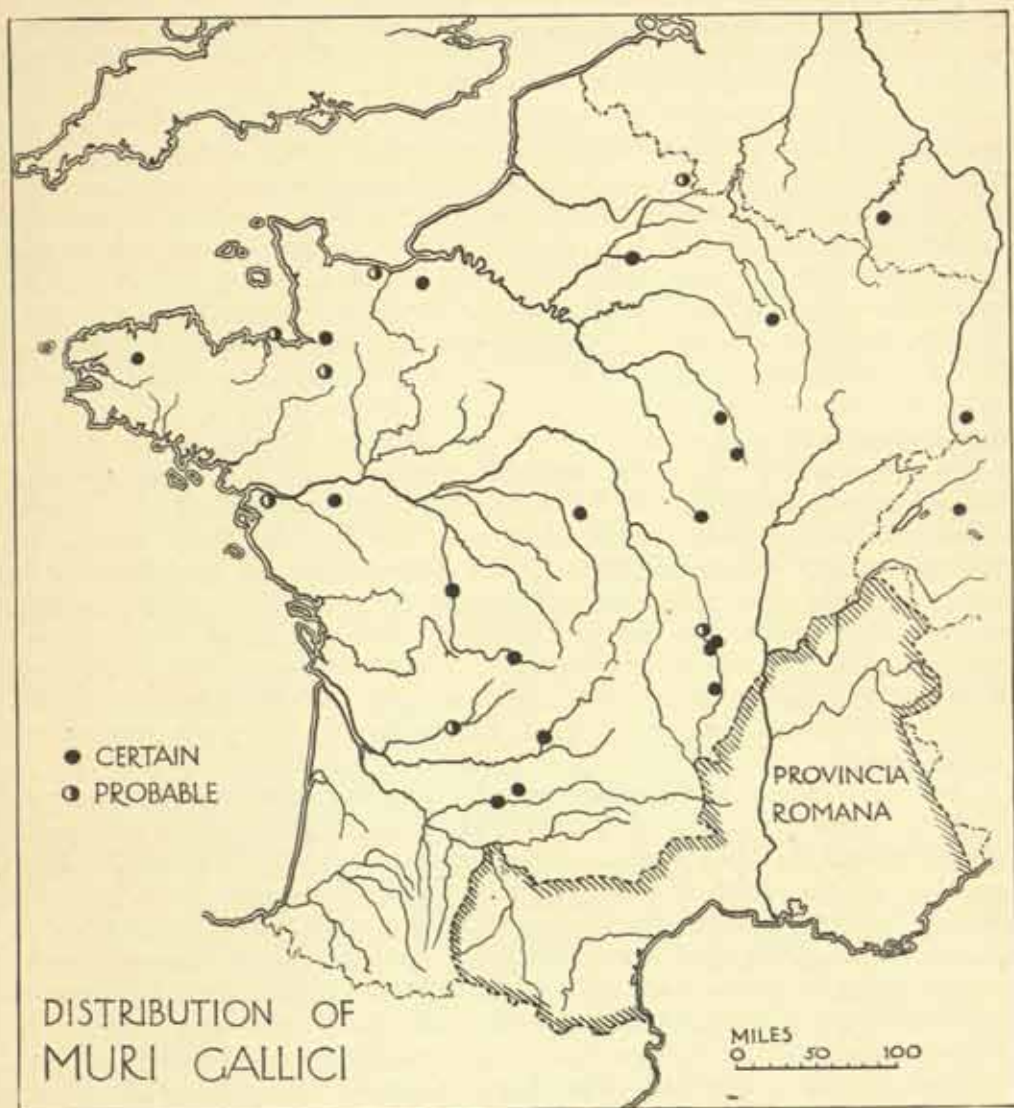 CERTAIN
PROBABLE
PROVINCIA
ROMANA
DISTRIBUTION OF
MURI GALLICI
MILES
0 50 100